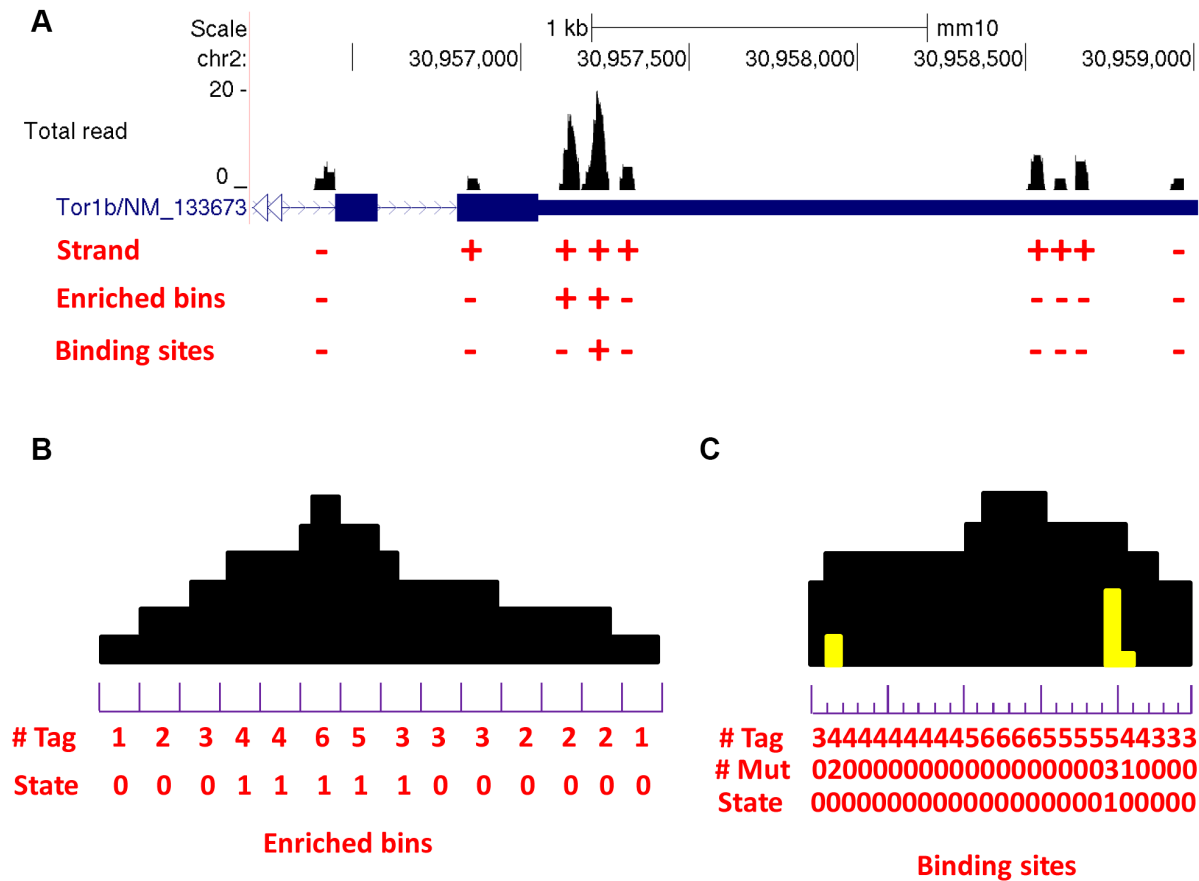 A
Scale 1 kb mm10
chr2: 30,957,000 30,957,500 30,958,000 30,958,500 30,959,000
20 -
Total read
0 _
Tor1b/NM_133673
Strand - + + + + + + + -
Enriched bins - - + + - - - - -
Binding sites - - - + - - - - -
B
# Tag 1 2 3 4 4 6 5 3 3 3 2 2 2 1
State 0 0 0 1 1 1 1 1 0 0 0 0 0 0
Enriched bins
C
# Tag 3444444444566665555544333
# Mut 0200000000000000000310000
State 0000000000000000000100000
Binding sites